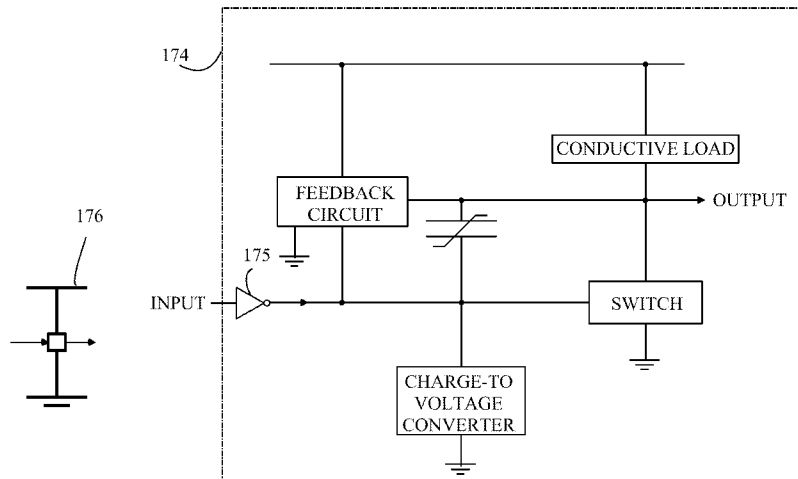 174
CONDUCTIVE LOAD
FEEDBACK
CIRCUIT
OUTPUT
176
175
INPUT
SWITCH
CHARGE-TO
VOLTAGE
CONVERTER